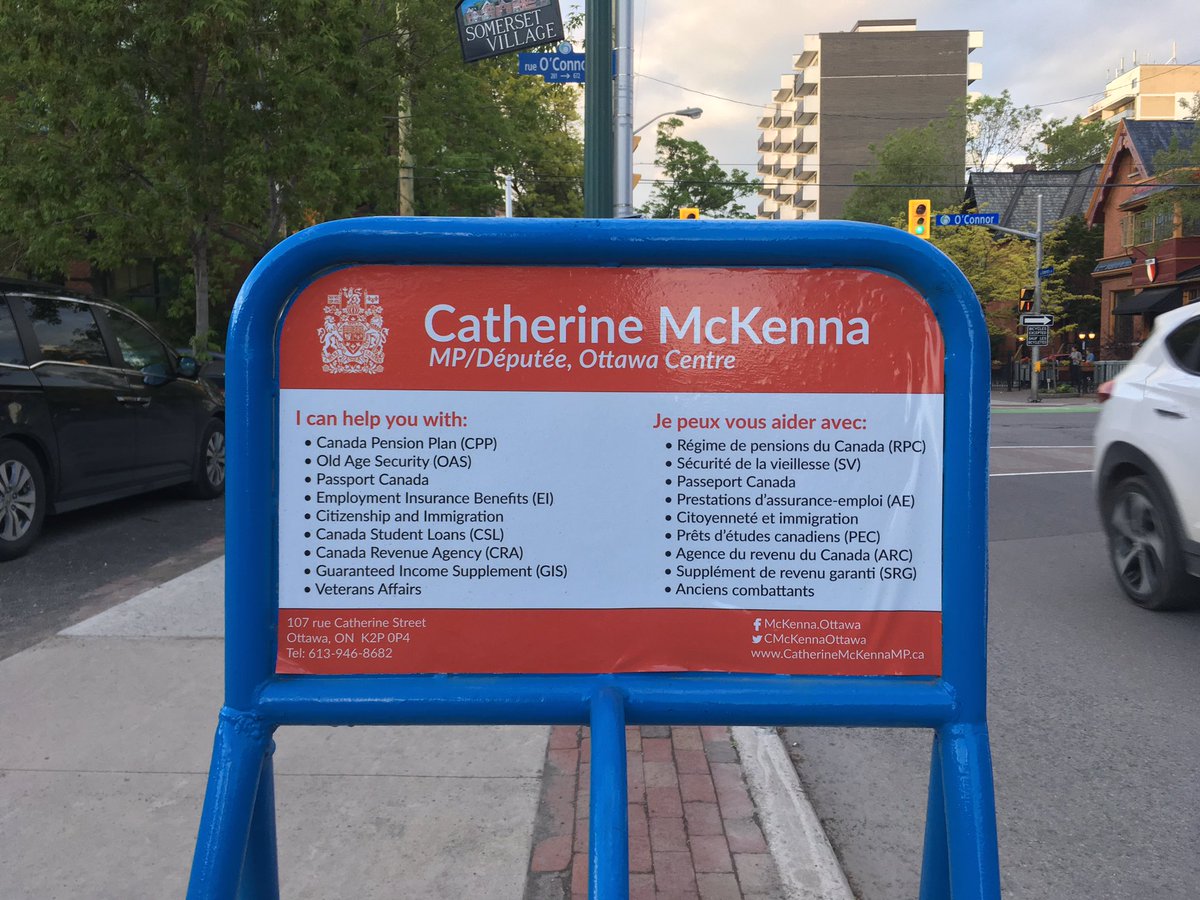 SOMERSET
VILLAGE
rue O'Connor
O'Connor
Catherine McKenna
MP/Députée, Ottawa Centre
I can help you with:
• Canada Pension Plan (CPP)
• Old Age Security (OAS)
• Passport Canada
• Employment Insurance Benefits (EI)
• Citizenship and Immigration
• Canada Student Loans (CSL)
• Canada Revenue Agency (CRA)
• Guaranteed Income Supplement (GIS)
• Veterans Affairs
Je peux vous aider avec:
• Régime de pensions du Canada (RPC)
• Sécurité de la vieillesse (SV)
• Passeport Canada
• Prestations d'assurance-emploi (AE)
• Citoyenneté et immigration
• Prêts d'études canadiens (PEC)
• Agence du revenu du Canada (ARC)
• Supplément de revenu garanti (SRG)
• Anciens combattants
107 rue Catherine Street
Ottawa, ON K2P 0P4
Tel: 613-946-8682
McKenna.Ottawa
CMcKennaOttawa
www.CatherineMcKennaMP.ca